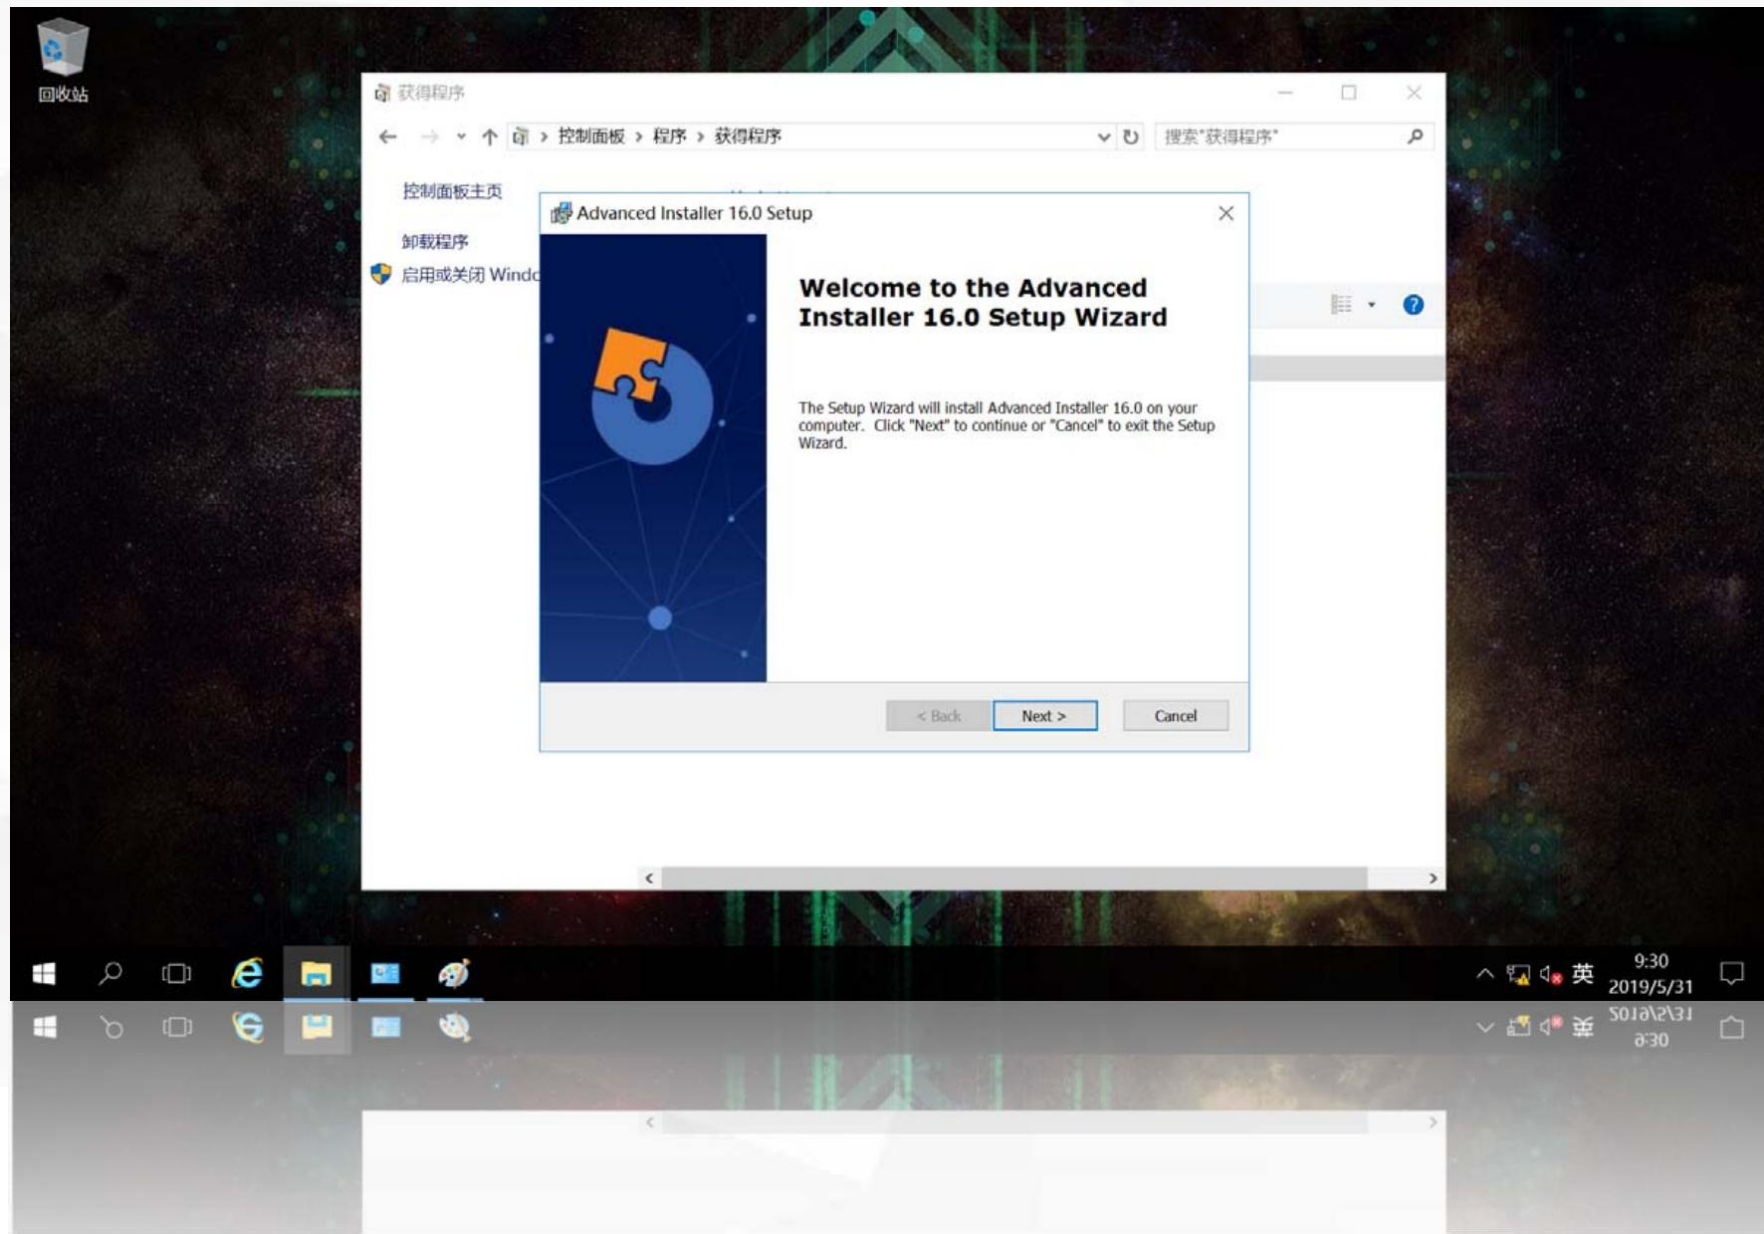 回收站
获得程序
控制面板 › 程序 › 获得程序
搜索"获得程序"
控制面板主页
卸载程序
启用或关闭 Windo
Advanced Installer 16.0 Setup
Welcome to the Advanced
Installer 16.0 Setup Wizard
The Setup Wizard will install Advanced Installer 16.0 on your
computer. Click "Next" to continue or "Cancel" to exit the Setup
Wizard.
< Back
Next >
Cancel
英
9:30
2019/5/31